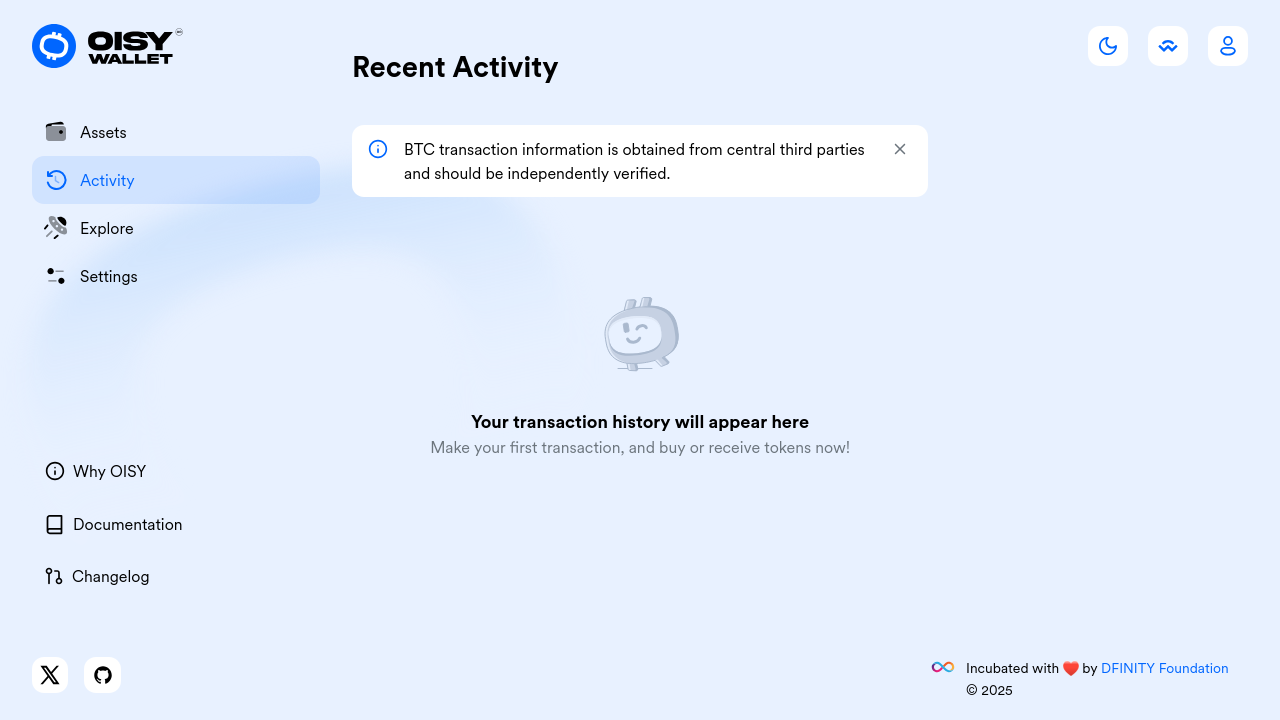 OISY
WALLET
Recent Activity
Assets
Activity
Explore
Settings
BTC transaction information is obtained from central third parties
and should be independently verified.
Your transaction history will appear here
Make your first transaction, and buy or receive tokens now!
Why OISY
Documentation
Changelog
Incubated with ❤️ by DFINITY Foundation
© 2025